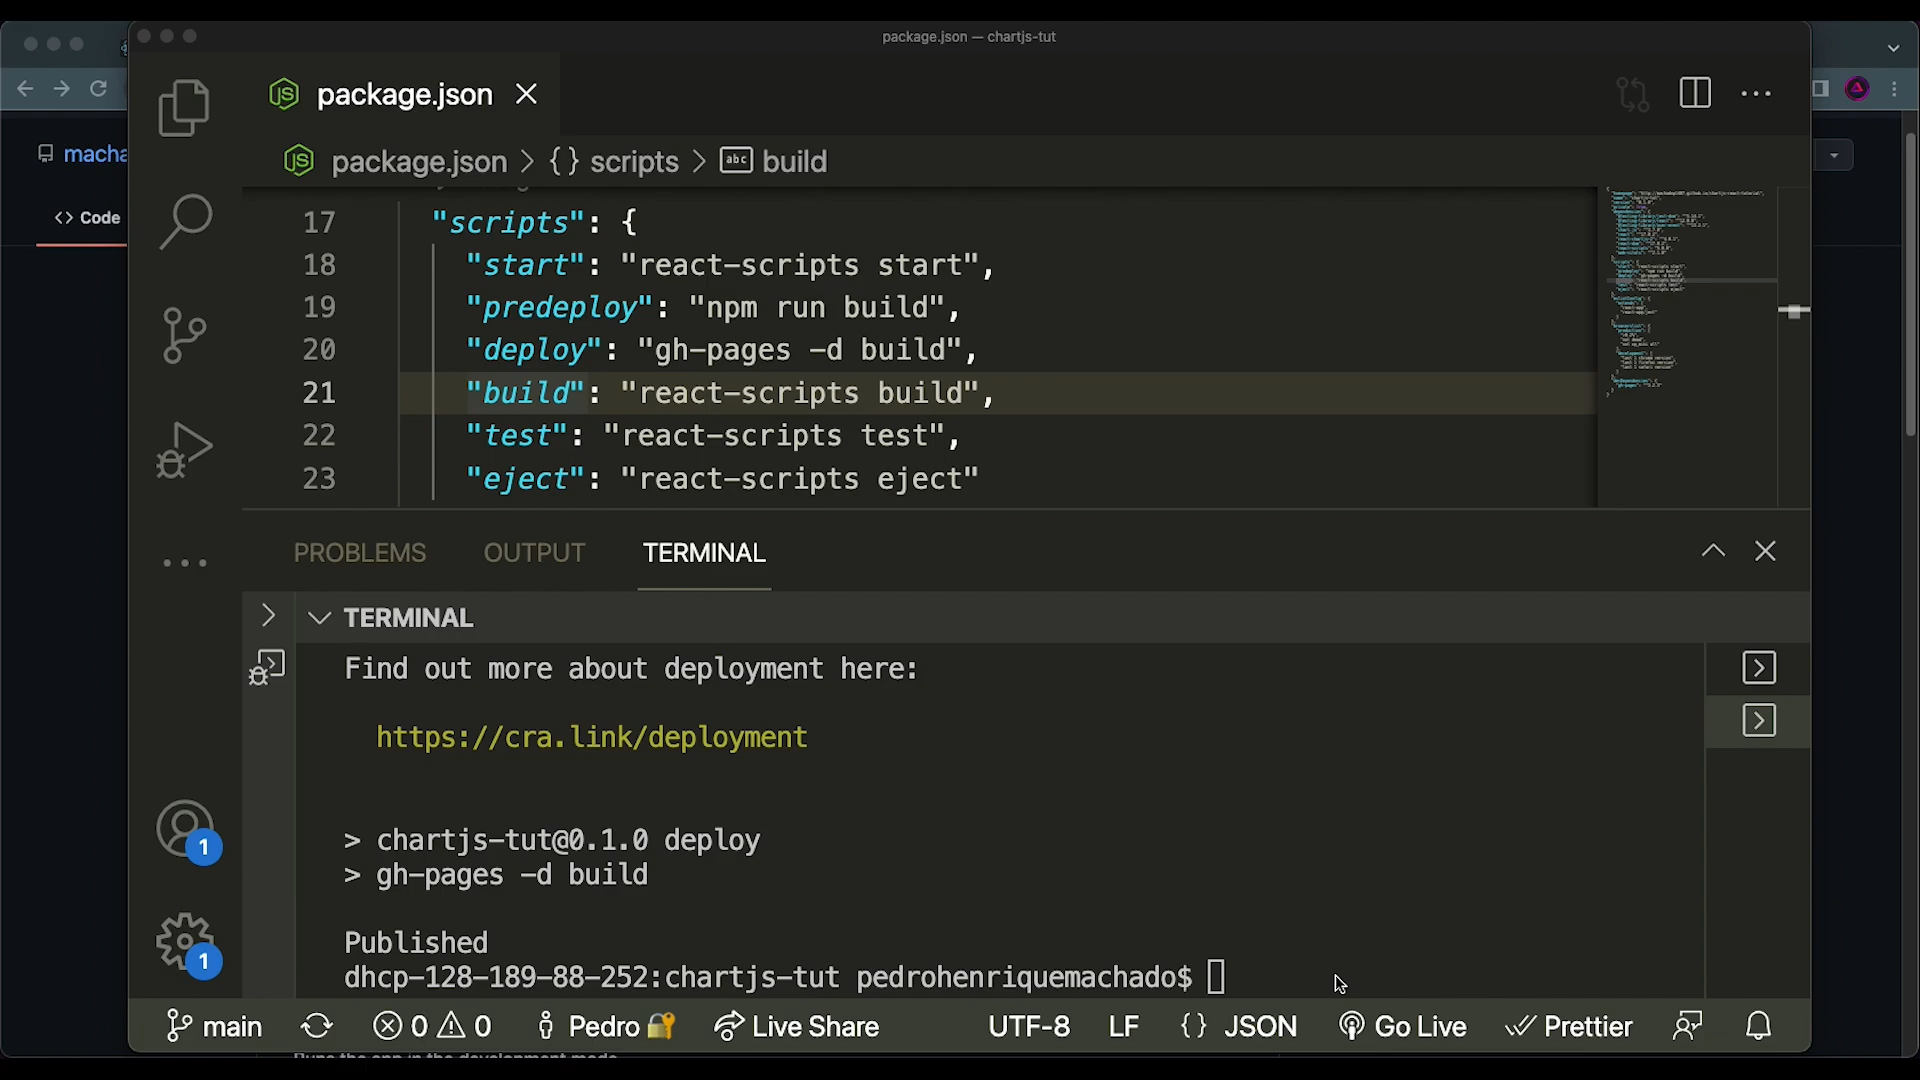 package.json — chartjs-tut
package.json
macha
<> Code
package.json > {} scripts > abc build
17 "scripts": {
18 "start": "react-scripts start",
19 "predeploy": "npm run build",
20 "deploy": "gh-pages -d build",
21 "build": "react-scripts build",
22 "test": "react-scripts test",
23 "eject": "react-scripts eject"
PROBLEMS OUTPUT TERMINAL
TERMINAL
Find out more about deployment here:
https://cra.link/deployment
> chartjs-tut@0.1.0 deploy
> gh-pages -d build
1
Published
1
dhcp-128-189-88-252:chartjs-tut pedrohenriquemachado$
main 0 0 Pedro Live Share UTF-8 LF {} JSON Go Live Prettier